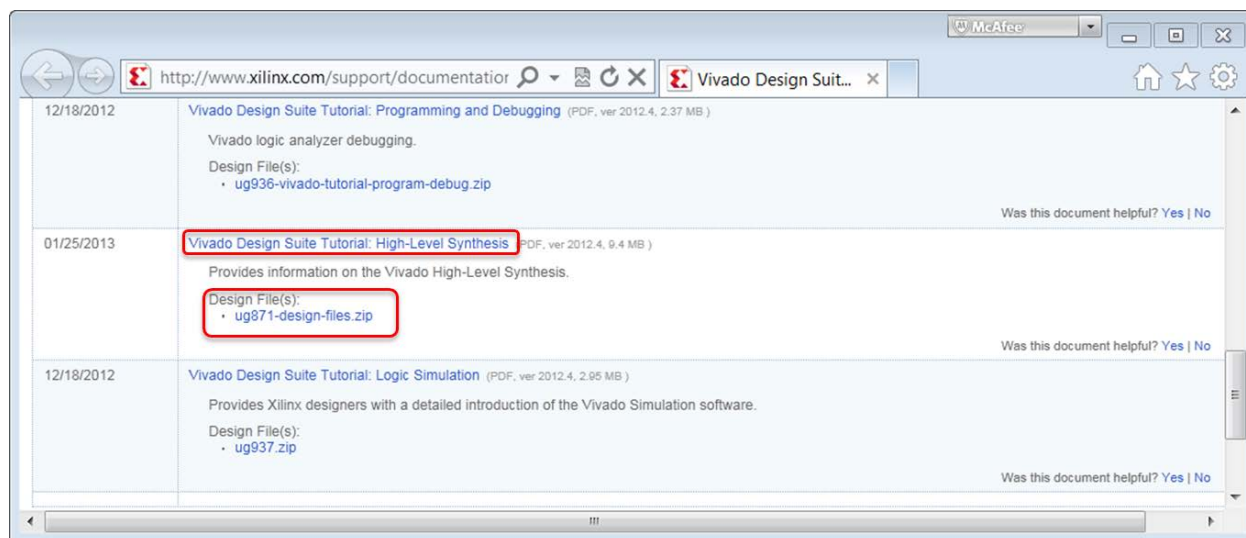 McAfee
http://www.xilinx.com/support/documentation
Vivado Design Suit...
12/18/2012
Vivado Design Suite Tutorial: Programming and Debugging (PDF, ver 2012.4, 2.37 MB )
Vivado logic analyzer debugging.
Design File(s):
• ug936-vivado-tutorial-program-debug.zip
Was this document helpful? Yes | No
01/25/2013
Vivado Design Suite Tutorial: High-Level Synthesis (PDF, ver 2012.4, 9.4 MB )
Provides information on the Vivado High-Level Synthesis.
Design File(s):
• ug871-design-files.zip
Was this document helpful? Yes | No
12/18/2012
Vivado Design Suite Tutorial: Logic Simulation (PDF, ver 2012.4, 2.95 MB )
Provides Xilinx designers with a detailed introduction of the Vivado Simulation software.
Design File(s):
• ug937.zip
Was this document helpful? Yes | No